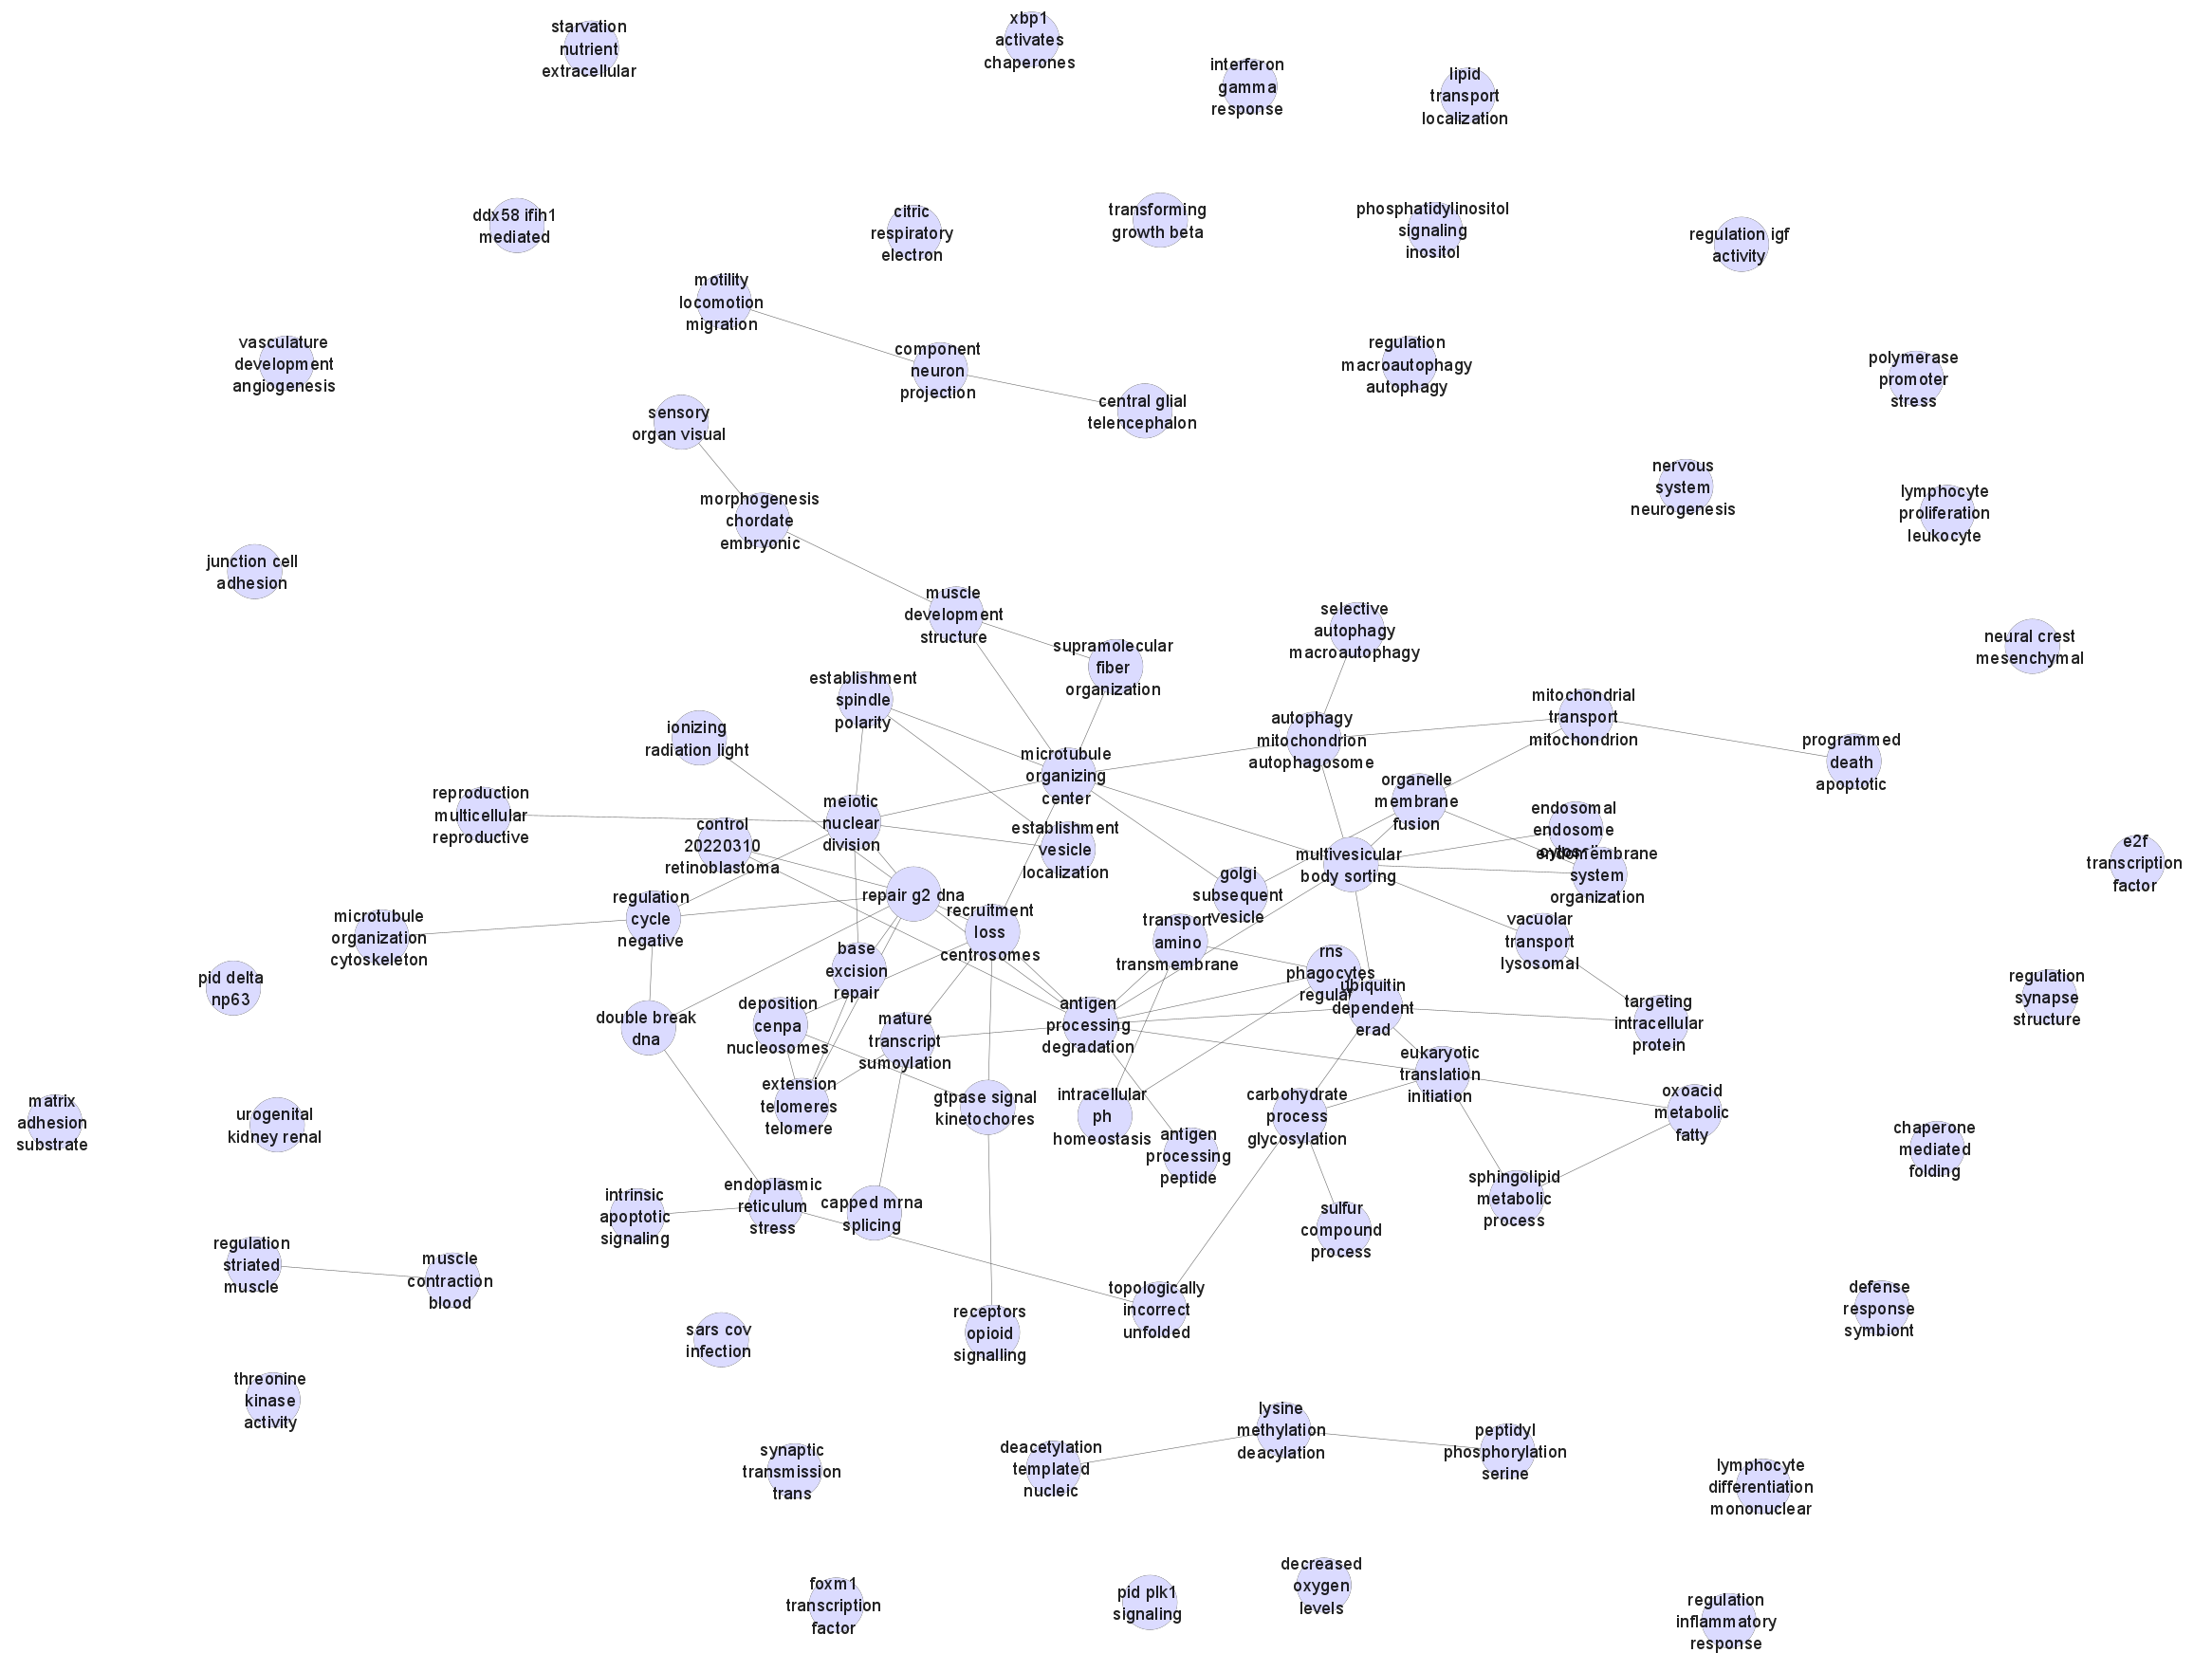 starvation
nutrient
extracellular
xbp1
activates
chaperones
interferon
gamma
response
lipid
transport
localization
ddx58 ifih1
mediated
citric
respiratory
electron
transforming
growth beta
phosphatidylinositol
signaling
inositol
regulation igf
activity
motility
locomotion
migration
vasculature
development
angiogenesis
component
neuron
projection
regulation
macroautophagy
autophagy
polymerase
promoter
stress
central glial
telencephalon
sensory
organ visual
nervous
system
neurogenesis
lymphocyte
proliferation
leukocyte
morphogenesis
chordate
embryonic
junction cell
adhesion
muscle
development
structure
selective
autophagy
macroautophagy
supramolecular
fiber
organization
neural crest
mesenchymal
establishment
spindle
polarity
ionizing
radiation light
autophagy
mitochondrion
autophagosome
mitochondrial
transport
mitochondrion
programmed
death
apoptotic
microtubule
organizing
center
organelle
membrane
fusion
reproduction
multicellular
reproductive
meiotic
nuclear
division
control
20220310
retinoblastoma
establishment
vesicle
localization
endosomal
endosome
endomembrane
system
organization
multivesicular
body sorting
e2f
transcription
factor
golgi
subsequent
vesicle
repair g2 dna
regulation
cycle
negative
recruitment
loss
centrosomes
microtubule
organization
cytoskeleton
transport
amino
transmembrane
vacuolar
transport
lysosomal
base
excision
repair
rns
phagocytes
pid delta
np63
ubiquitin
dependent
erad
regulation
synapse
structure
double break
dna
deposition
cenpa
nucleosomes
mature
transcript
sumoylation
antigen
processing
degradation
targeting
intracellular
protein
eukaryotic
translation
initiation
extension
telomeres
telomere
gtpase signal
kinetochores
intracellular
ph
homeostasis
carbohydrate
process
glycosylation
oxoacid
metabolic
fatty
matrix
adhesion
substrate
urogenital
kidney renal
antigen
processing
peptide
chaperone
mediated
folding
sphingolipid
metabolic
process
intrinsic
apoptotic
signaling
endoplasmic
reticulum
stress
capped mrna
splicing
sulfur
compound
process
regulation
striated
muscle
muscle
contraction
blood
topologically
incorrect
unfolded
defense
response
symbiont
sars cov
infection
receptors
opioid
signalling
threonine
kinase
activity
lysine
methylation
deacylation
peptidyl
phosphorylation
serine
deacetylation
templated
nucleic
synaptic
transmission
trans
lymphocyte
differentiation
mononuclear
decreased
oxygen
levels
foxm1
transcription
factor
pid plk1
signaling
regulation
inflammatory
response